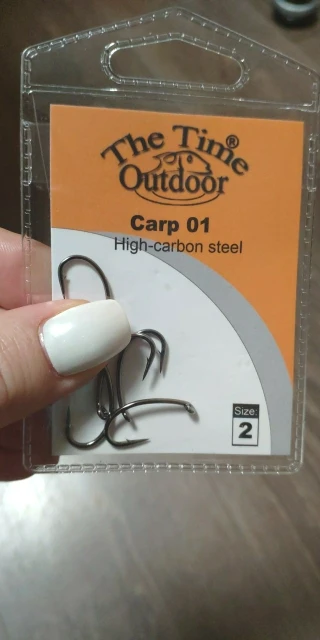 The Time®
Outdoor
Carp 01
High-carbon steel
Size:
2